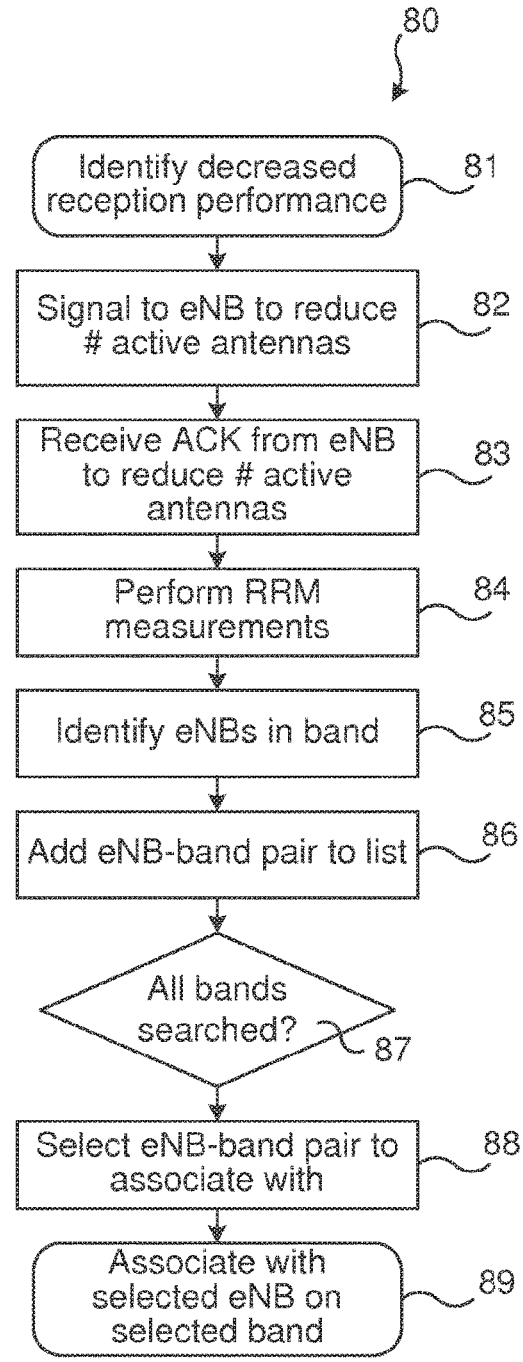 80
Identify decreased
reception performance
81
Signal to eNB to reduce
# active antennas
82
Receive ACK from eNB
to reduce # active
antennas
83
Perform RRM
measurements
84
Identify eNBs in band
85
Add eNB-band pair to list
86
All bands
searched?
87
Select eNB-band pair to
associate with
88
Associate with
selected eNB on
selected band
89